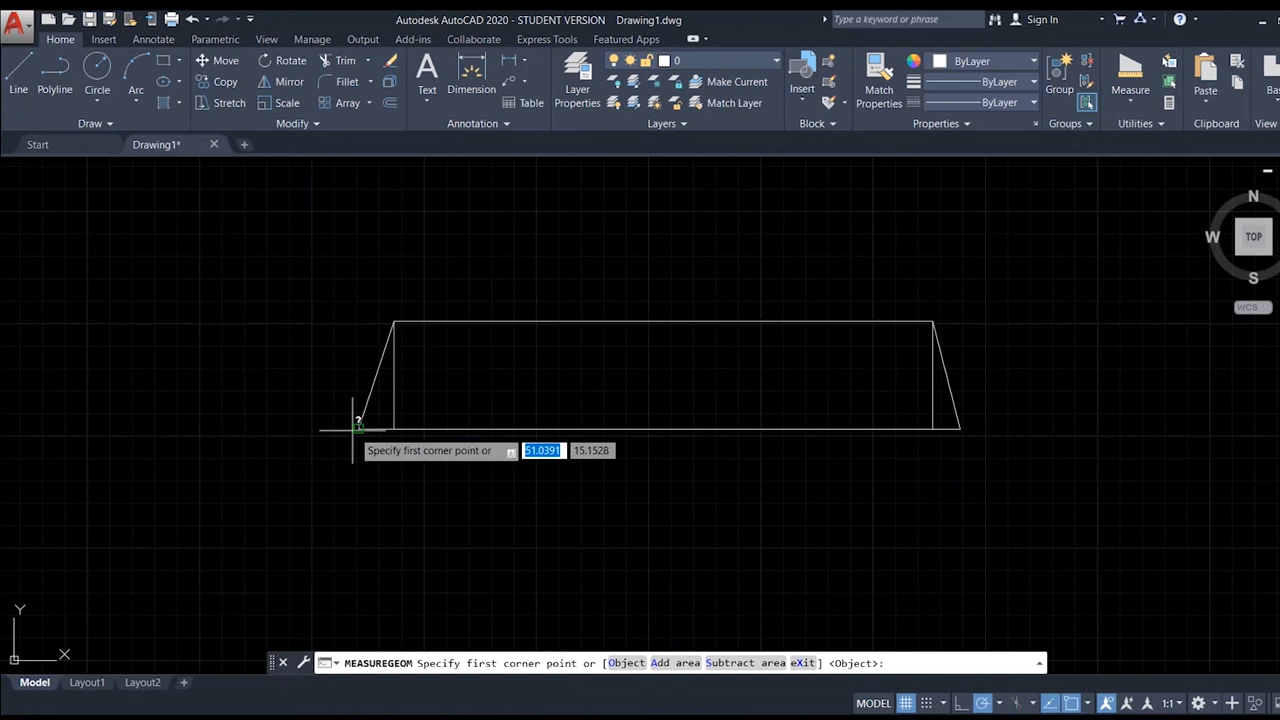 Autodesk AutoCAD 2020 - STUDENT VERSION Drawing1.dwg
Type a keyword or phrase
Sign In
Home Insert Annotate Parametric View Manage Output Add-ins Collaborate Express Tools Featured Apps
Line
Polyline
Circle
Arc
Move Rotate Trim
Copy Mirror Fillet
Stretch Scale Array
Text
Dimension
Table
Layer
Properties
0
Make Current
Match Layer
Insert
Match
Properties
ByLayer
ByLayer
ByLayer
Group
Measure
Paste
Bas
Draw Modify Annotation Layers Block Properties Groups Utilities Clipboard View
Start Drawing1*
N
W TOP
S
WCS
Specify first corner point or 51.0391 15.1528
Y
X
MEASUREGEOM Specify first corner point or [Object Add area Subtract area eXit] <Object>:
Model Layout1 Layout2
MODEL 1:1